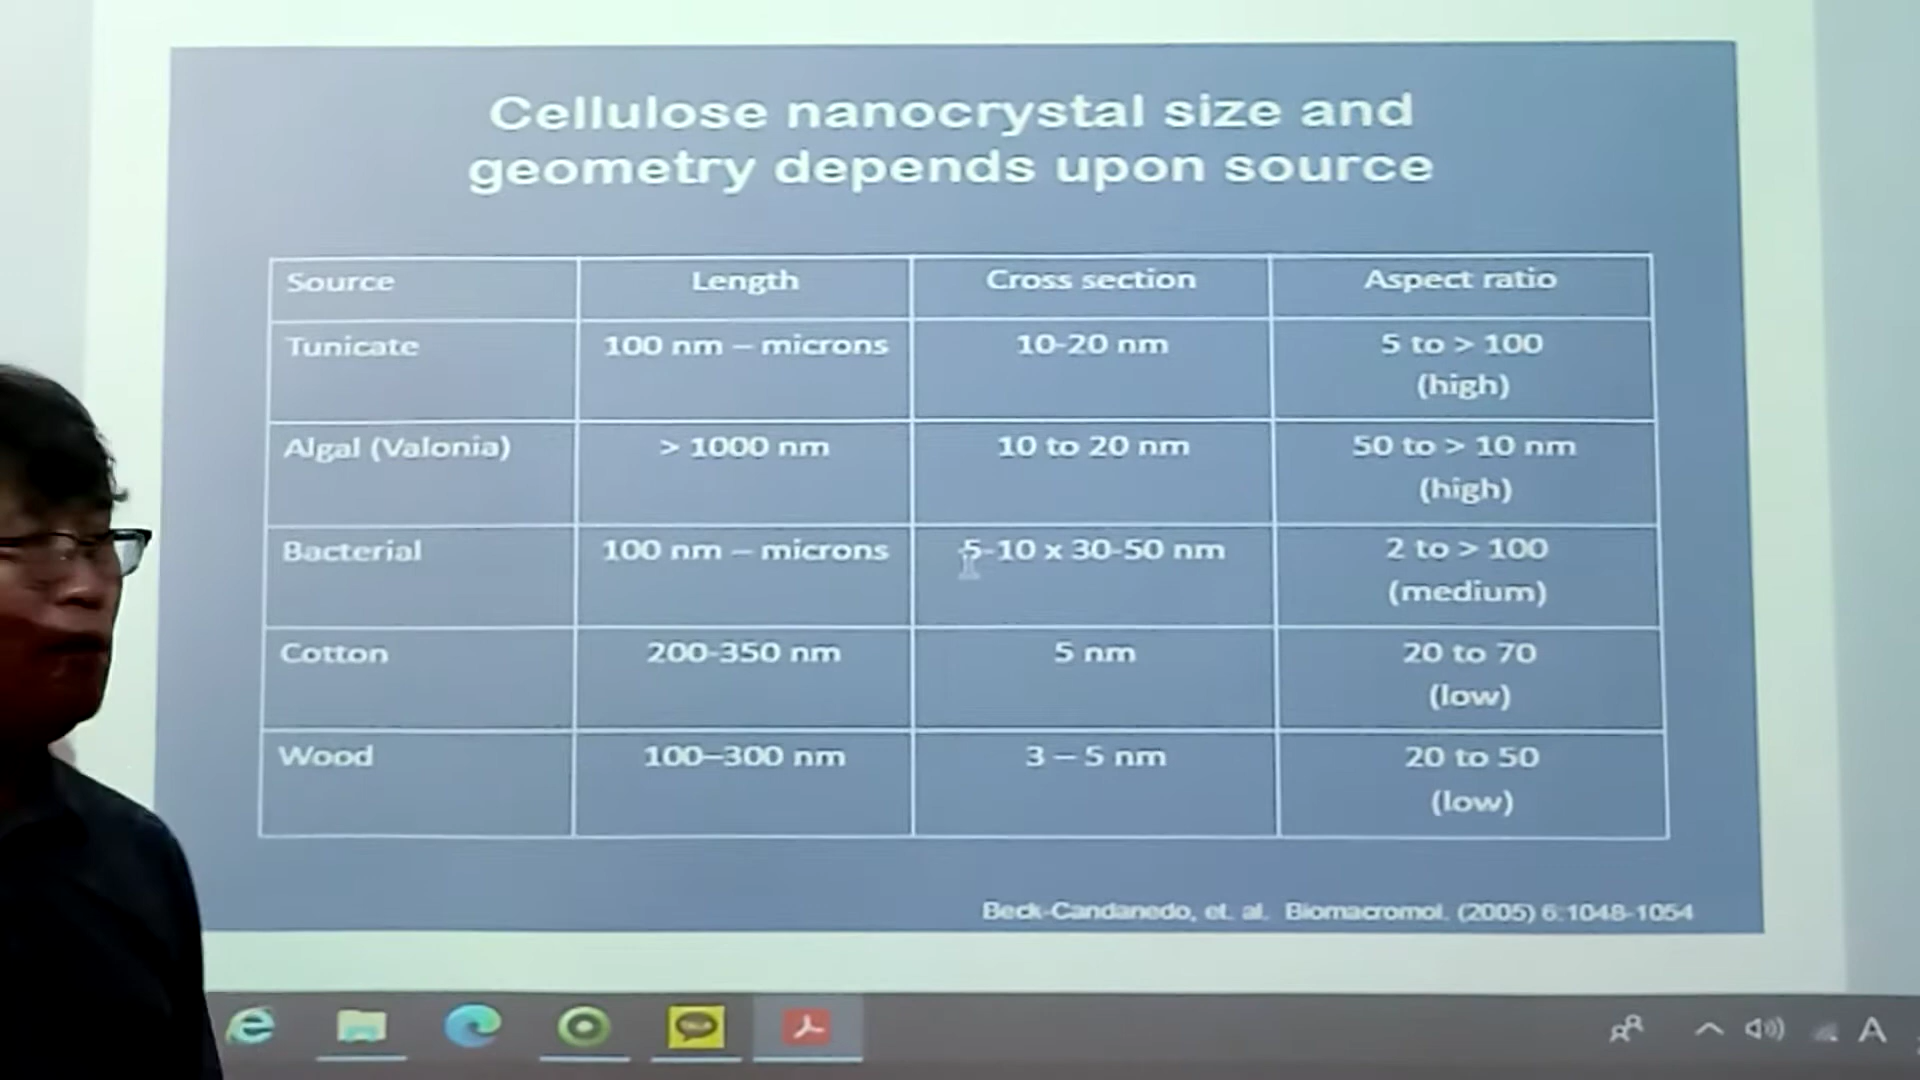 Cellulose nanocrystal size and
geometry depends upon source
Source Length Cross section Aspect ratio
Tunicate 100 nm – microns 10-20 nm 5 to > 100
(high)
Algal (Valonia) > 1000 nm 10 to 20 nm 50 to > 10 nm
(high)
Bacterial 100 nm – microns 5-10 x 30-50 nm 2 to > 100
(medium)
Cotton 200-350 nm 5 nm 20 to 70
(low)
Wood 100–300 nm 3 – 5 nm 20 to 50
(low)
Beck-Candanedo, et. al. Biomacromol. (2005) 6:1048-1054
A